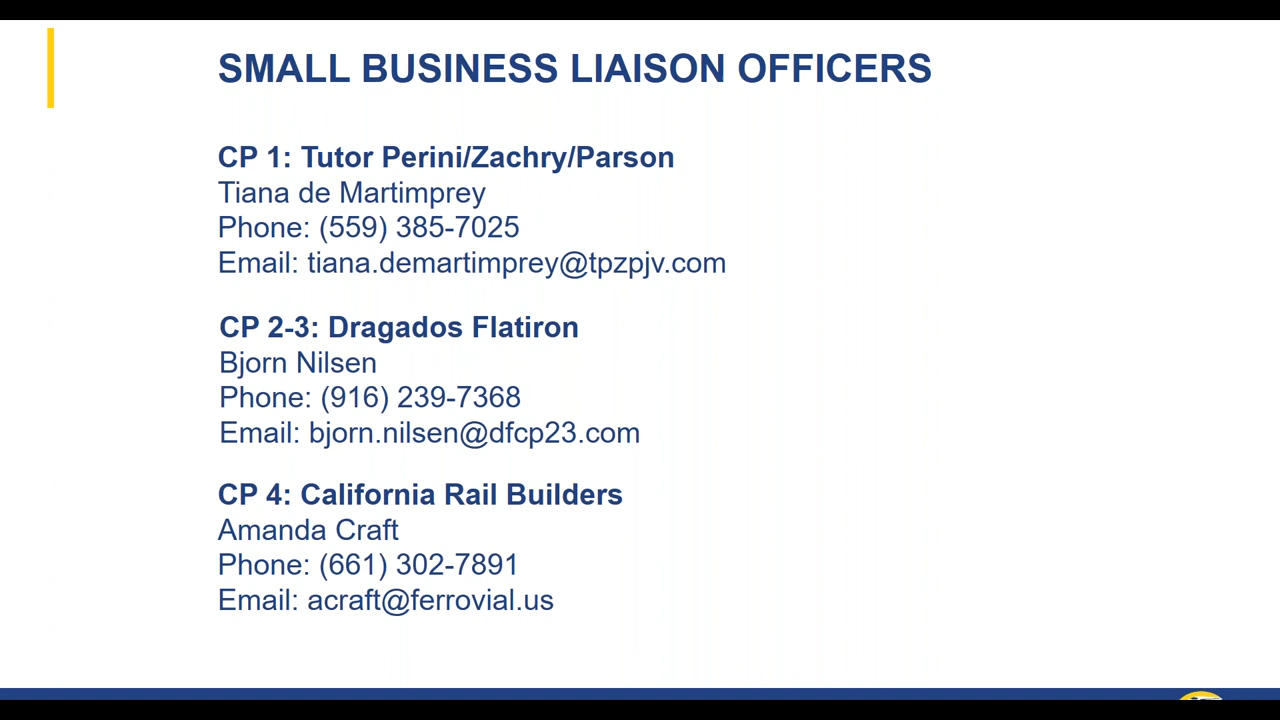 SMALL BUSINESS LIAISON OFFICERS
CP 1: Tutor Perini/Zachry/Parson
Tiana de Martimprey
Phone: (559) 385-7025
Email: tiana.demartimprey@tpzpjv.com
CP 2-3: Dragados Flatiron
Bjorn Nilsen
Phone: (916) 239-7368
Email: bjorn.nilsen@dfcp23.com
CP 4: California Rail Builders
Amanda Craft
Phone: (661) 302-7891
Email: acraft@ferrovial.us